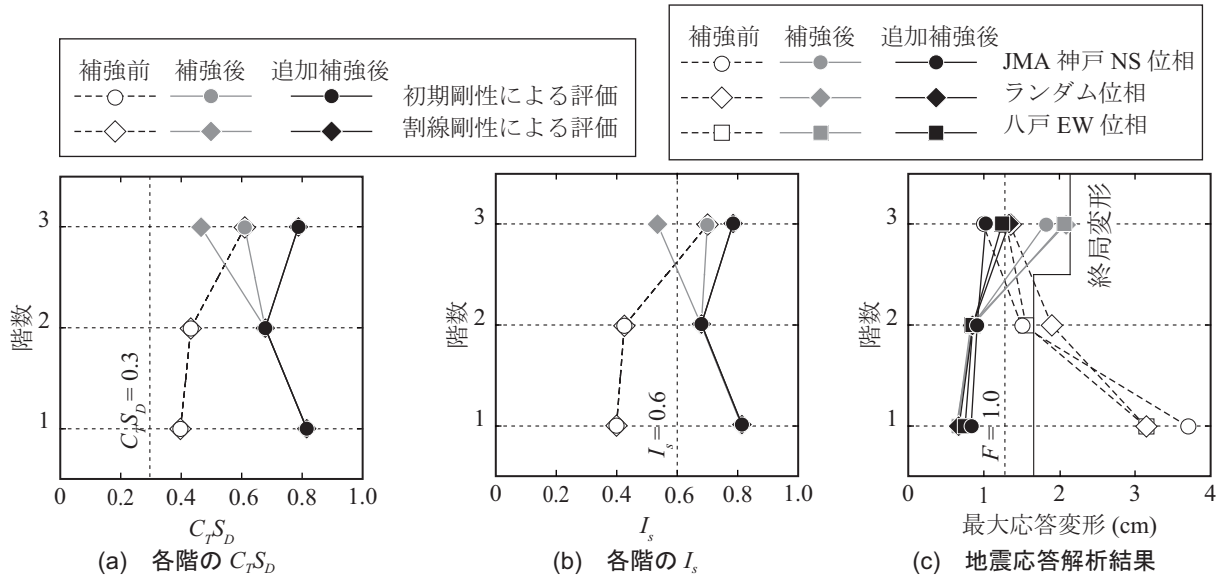 補強前 補強後 追加補強後
初期剛性による評価
割線剛性による評価
補強前 補強後 追加補強後
JMA 神戸 NS 位相
ランダム位相
八戸 EW 位相
階数
3
2
1
C_TS_D = 0.3
0 0.2 0.4 0.6 0.8 1.0
C_TS_D
(a) 各階の C_TS_D
階数
3
2
1
I_s = 0.6
0 0.2 0.4 0.6 0.8 1.0
I_s
(b) 各階の I_s
階数
3
2
1
F = 1.0
終局変形
0 1 2 3 4
最大応答変形 (cm)
(c) 地震応答解析結果